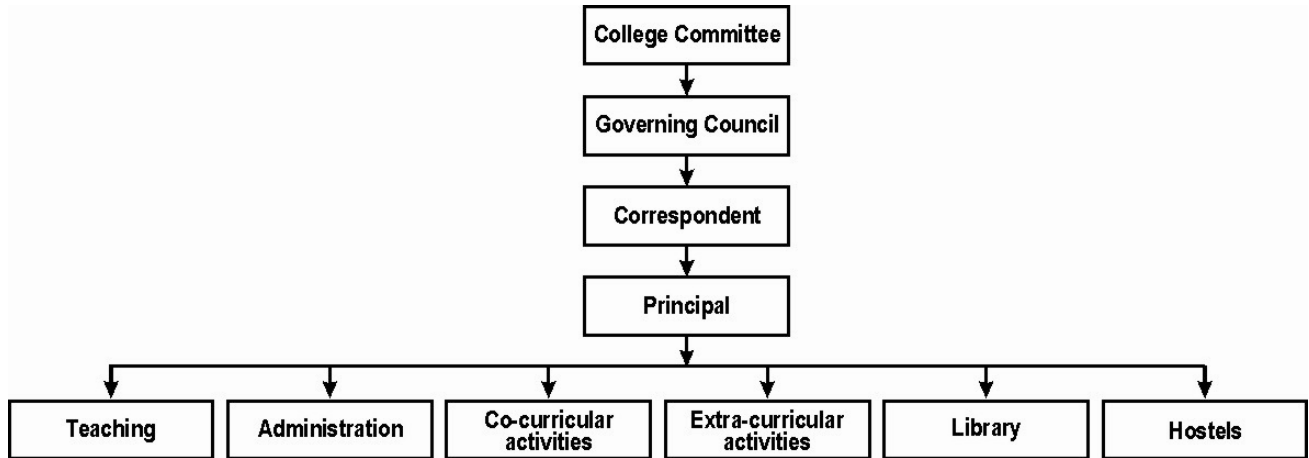 College Committee
Governing Council
Correspondent
Principal
Teaching
Administration
Co-curricular
activities
Extra-curricular
activities
Library
Hostels